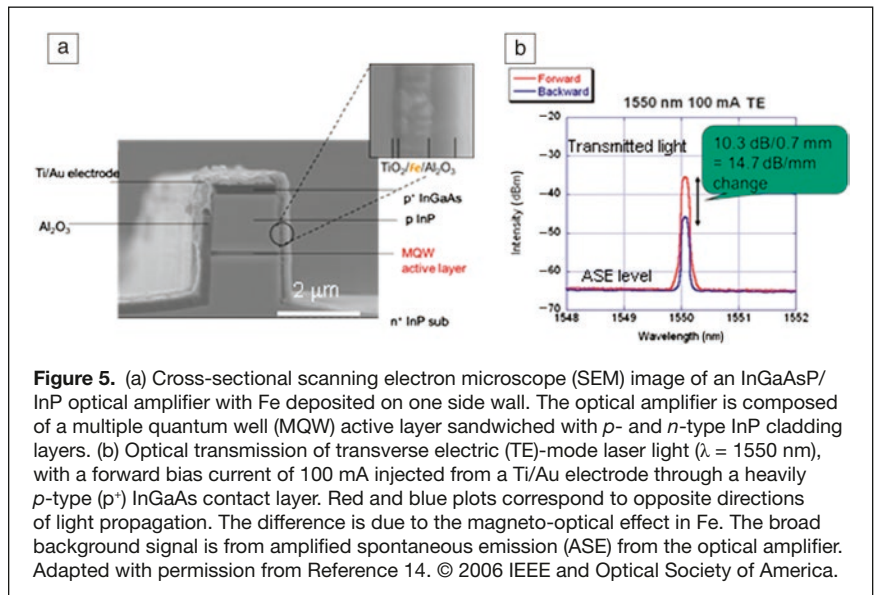 a
Ti/Au electrode
Al₂O₃
TiO₂/Fe/Al₂O₃
p⁺ InGaAs
p InP
MQW
active layer
2 μm
n⁺ InP sub
b
Forward
Backward
1550 nm 100 mA TE
Transmitted light
10.3 dB/0.7 mm
= 14.7 dB/mm
change
ASE level
Intensity (dBm)
−20
−30
−40
−50
−60
−70
1548
1549
1550
1551
1552
Wavelength (nm)
Figure 5. (a) Cross-sectional scanning electron microscope (SEM) image of an InGaAsP/
InP optical amplifier with Fe deposited on one side wall. The optical amplifier is composed
of a multiple quantum well (MQW) active layer sandwiched with p- and n-type InP cladding
layers. (b) Optical transmission of transverse electric (TE)-mode laser light (λ = 1550 nm),
with a forward bias current of 100 mA injected from a Ti/Au electrode through a heavily
p-type (p⁺) InGaAs contact layer. Red and blue plots correspond to opposite directions
of light propagation. The difference is due to the magneto-optical effect in Fe. The broad
background signal is from amplified spontaneous emission (ASE) from the optical amplifier.
Adapted with permission from Reference 14. © 2006 IEEE and Optical Society of America.